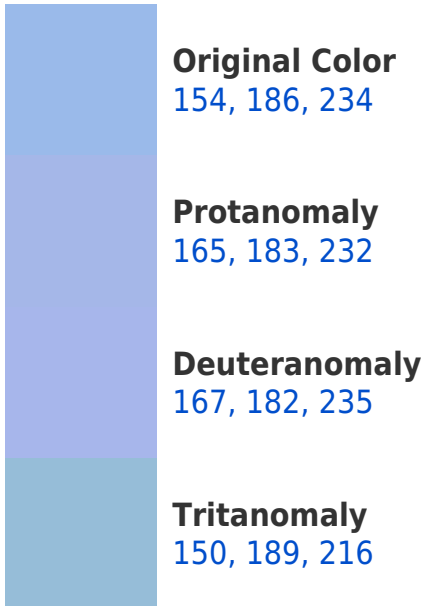 Original Color
154, 186, 234
Protanomaly
165, 183, 232
Deuteranomaly
167, 182, 235
Tritanomaly
150, 189, 216